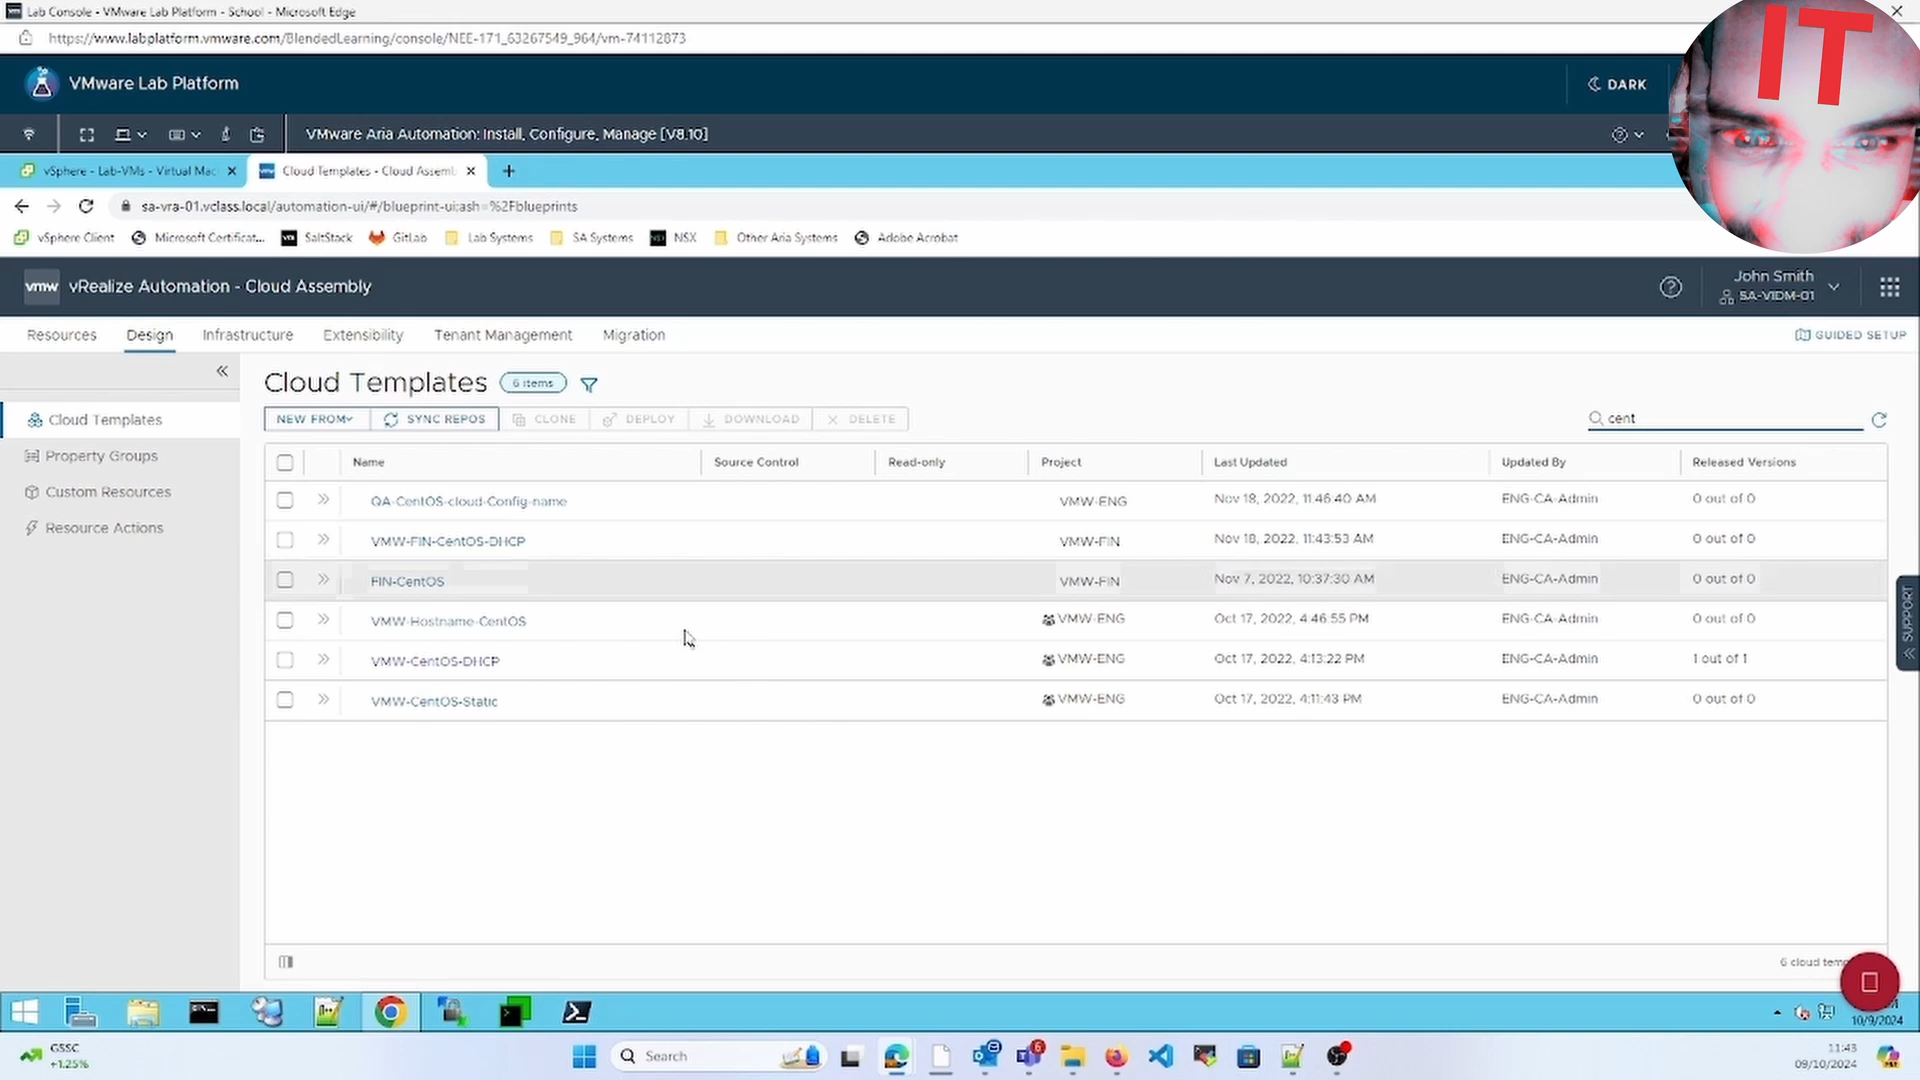 Lab Console - VMware Lab Platform - School - Microsoft Edge
https://www.labplatform.vmware.com/BlendedLearning/console/NEE-171_63267549_964/vm-74112873
IT
VMware Lab Platform
DARK
VMware Aria Automation: Install, Configure, Manage [V8.10]
vSphere - Lab-VMs - Virtual Mac
Cloud Templates - Cloud Assemb
sa-vra-01.vclass.local/automation-ui/#/blueprint-ui;ash=%2Fblueprints
vSphere Client
Microsoft Certificat...
SaltStack
GitLab
Lab Systems
SA Systems
NSX
Other Aria Systems
Adobe Acrobat
vmw
vRealize Automation - Cloud Assembly
John Smith
SA-VIDM-01
Resources
Design
Infrastructure
Extensibility
Tenant Management
Migration
GUIDED SETUP
Cloud Templates
6 items
Cloud Templates
Property Groups
Custom Resources
Resource Actions
NEW FROM
SYNC REPOS
CLONE
DEPLOY
DOWNLOAD
DELETE
cent
Name Source Control Read-only Project Last Updated Updated By Released Versions
QA-CentOS-cloud-Config-name VMW-ENG Nov 18, 2022, 11:46:40 AM ENG-CA-Admin 0 out of 0
VMW-FIN-CentOS-DHCP VMW-FIN Nov 18, 2022, 11:43:53 AM ENG-CA-Admin 0 out of 0
FIN-CentOS VMW-FIN Nov 7, 2022, 10:37:30 AM ENG-CA-Admin 0 out of 0
VMW-Hostname-CentOS VMW-ENG Oct 17, 2022, 4:46:55 PM ENG-CA-Admin 0 out of 0
VMW-CentOS-DHCP VMW-ENG Oct 17, 2022, 4:13:22 PM ENG-CA-Admin 1 out of 1
VMW-CentOS-Static VMW-ENG Oct 17, 2022, 4:11:43 PM ENG-CA-Admin 0 out of 0
SUPPORT
6 cloud temp
10/9/2024
GSSC
+1.25%
Search
6
11:43
09/10/2024